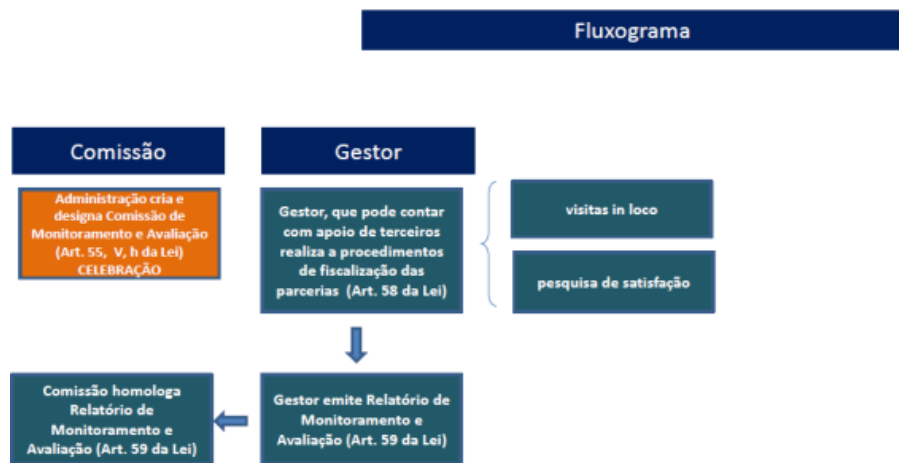 Fluxograma
Comissão
Gestor
Administração cria e
designa Comissão de
Monitoramento e Avaliação
(Art. 55, V, h da Lei)
CELEBRAÇÃO
Gestor, que pode contar
com apoio de terceiros
realiza a procedimentos
de fiscalização das
parcerias (Art. 58 da Lei)
visitas in loco
pesquisa de satisfação
Comissão homologa
Relatório de
Monitoramento e
Avaliação (Art. 59 da Lei)
Gestor emite Relatório de
Monitoramento e
Avaliação (Art. 59 da Lei)